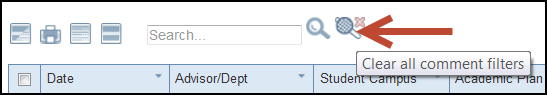 Search...
Clear all comment filters
Date Advisor/Dept Student Campus Academic Plan